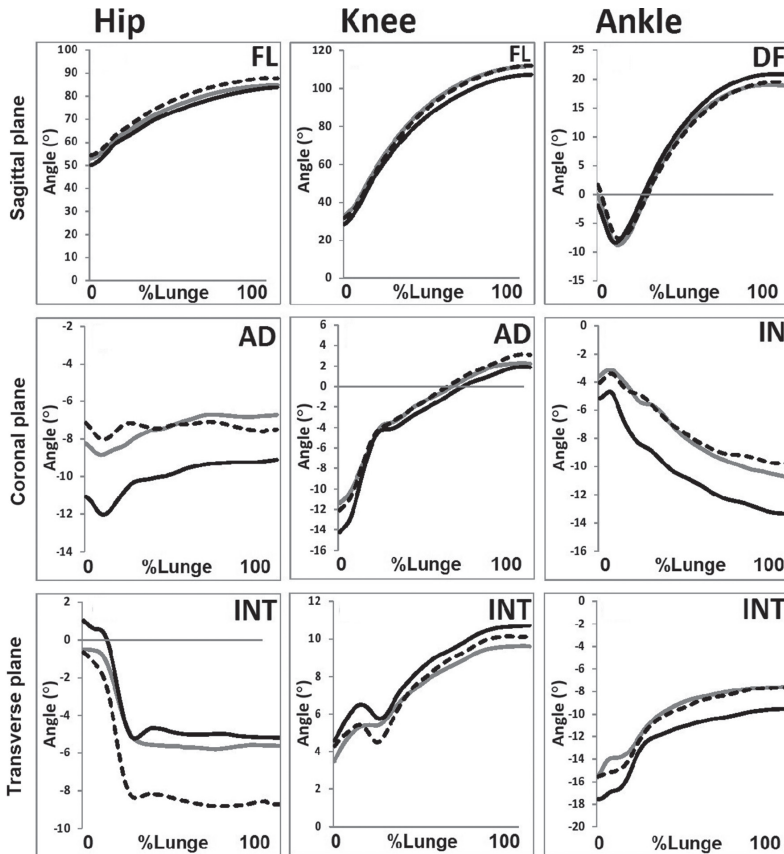 Hip Knee Ankle
Sagittal plane
FL
Angle (°)
100
90
80
70
60
50
40
30
20
10
0
0 %Lunge 100
FL
Angle (°)
120
100
80
60
40
20
0
0 %Lunge 100
DF
Angle (°)
25
20
15
10
5
0
-5
-10
-15
0 %Lunge 100
Coronal plane
AD
Angle (°)
-2
-4
-6
-8
-10
-12
-14
0 %Lunge 100
AD
Angle (°)
6
4
2
0
-2
-4
-6
-8
-10
-12
-14
-16
0 %Lunge 100
IN
Angle (°)
0
-2
-4
-6
-8
-10
-12
-14
-16
0 %Lunge 100
Transverse plane
INT
Angle (°)
2
0
-2
-4
-6
-8
-10
0 %Lunge 100
INT
Angle (°)
12
10
8
6
4
2
0
0 %Lunge 100
INT
Angle (°)
0
-2
-4
-6
-8
-10
-12
-14
-16
-18
-20
0 %Lunge 100